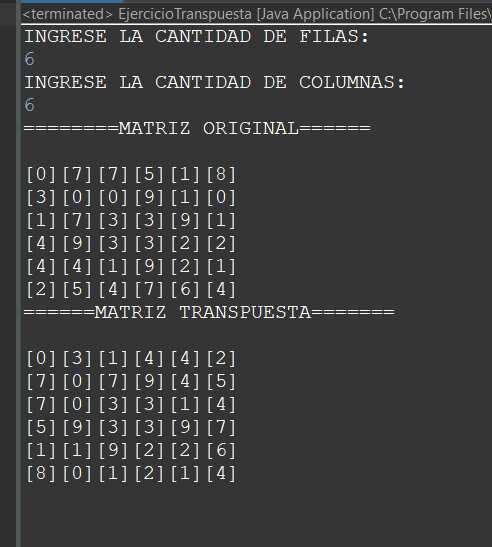 <terminated> EjercicioTranspuesta [Java Application] C:\Program Files\
INGRESE LA CANTIDAD DE FILAS:
6
INGRESE LA CANTIDAD DE COLUMNAS:
6
========MATRIZ ORIGINAL======
[0][7][7][5][1][8]
[3][0][0][9][1][0]
[1][7][3][3][9][1]
[4][9][3][3][2][2]
[4][4][1][9][2][1]
[2][5][4][7][6][4]
======MATRIZ TRANSPUESTA=======
[0][3][1][4][4][2]
[7][0][7][9][4][5]
[7][0][3][3][1][4]
[5][9][3][3][9][7]
[1][1][9][2][2][6]
[8][0][1][2][1][4]